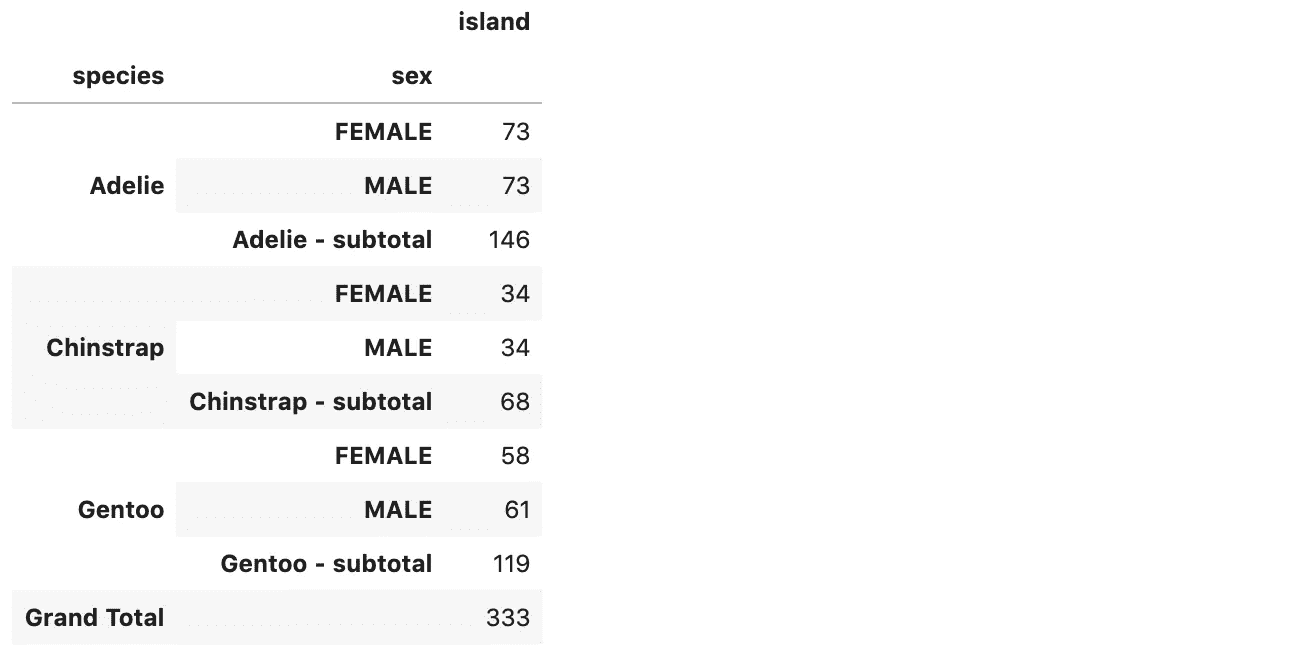 island
species sex
FEMALE 73
Adelie MALE 73
Adelie - subtotal 146
FEMALE 34
Chinstrap MALE 34
Chinstrap - subtotal 68
FEMALE 58
Gentoo MALE 61
Gentoo - subtotal 119
Grand Total 333